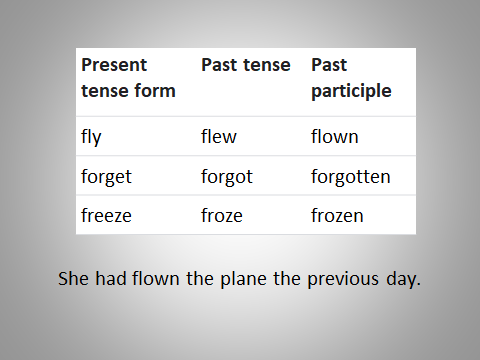 Present tense form Past tense Past participle
fly flew flown
forget forgot forgotten
freeze froze frozen
She had flown the plane the previous day.